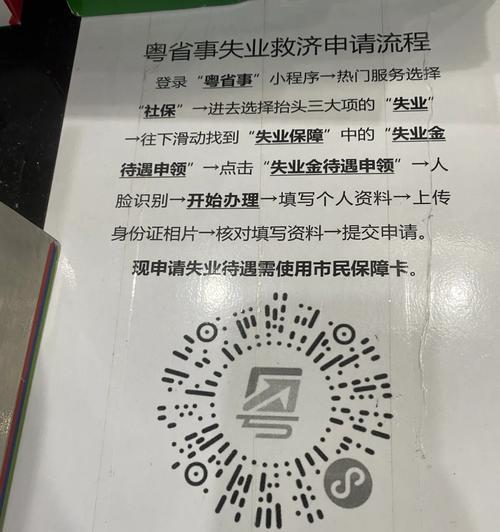 粤省事失业救济申请流程
登录“粤省事”小程序→热门服务选择
“社保”→进去选择抬头三大项的“失业”
→往下滑动找到“失业保障”中的“失业金
待遇申领”→点击“失业金待遇申领”→人
脸识别→开始办理→填写个人资料→上传
身份证相片→核对填写资料→提交申请。
现申请失业待遇需使用市民保障卡。
粤